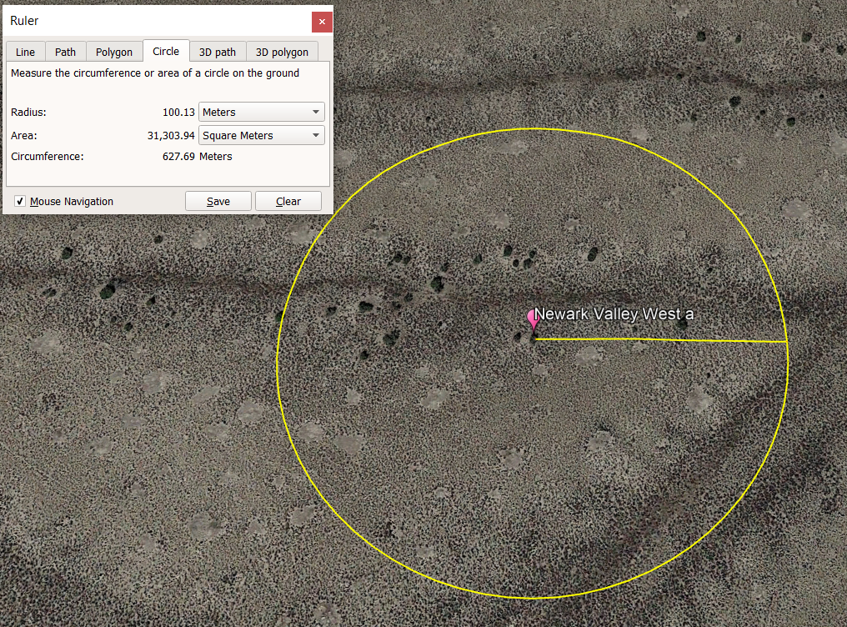 Ruler
Line Path Polygon Circle 3D path 3D polygon
Measure the circumference or area of a circle on the ground
Radius: 100.13 Meters
Area: 31,303.94 Square Meters
Circumference: 627.69 Meters
Mouse Navigation Save Clear
Newark Valley West a